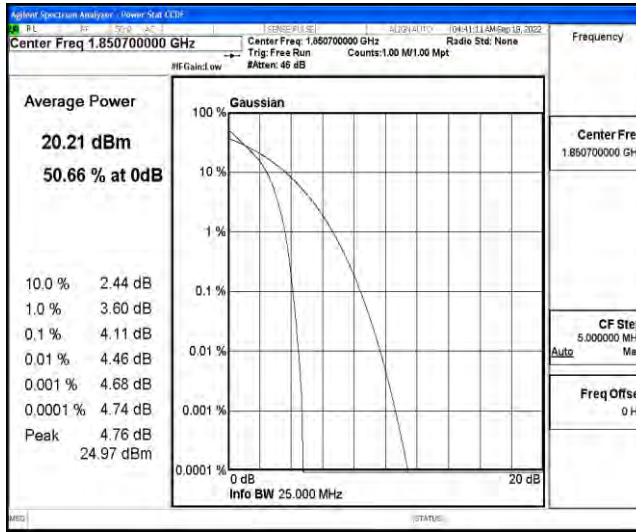 Agilent Spectrum Analyzer - Power Stat CCDF
RL RF 50 Ω AC SENSE:PULSE ALIGN AUTO 04:41:11 AM Sep 19, 2022
Center Freq 1.850700000 GHz
Center Freq: 1.850700000 GHz Radio Std: None
Trig: Free Run Counts:1.00 M/1.00 Mpt
#IFGain:Low #Atten: 46 dB
Frequency
Average Power
20.21 dBm
50.66 % at 0dB
10.0 % 2.44 dB
1.0 % 3.60 dB
0.1 % 4.11 dB
0.01 % 4.46 dB
0.001 % 4.68 dB
0.0001 % 4.74 dB
Peak 4.76 dB
24.97 dBm
Gaussian
100 %
10 %
1 %
0.1 %
0.01 %
0.001 %
0.0001 %
0 dB 20 dB
Info BW 25.000 MHz
Center Fre
1.850700000 GH
CF Ste
5.000000 MH
Auto Ma
Freq Offse
0 H
MSG STATUS